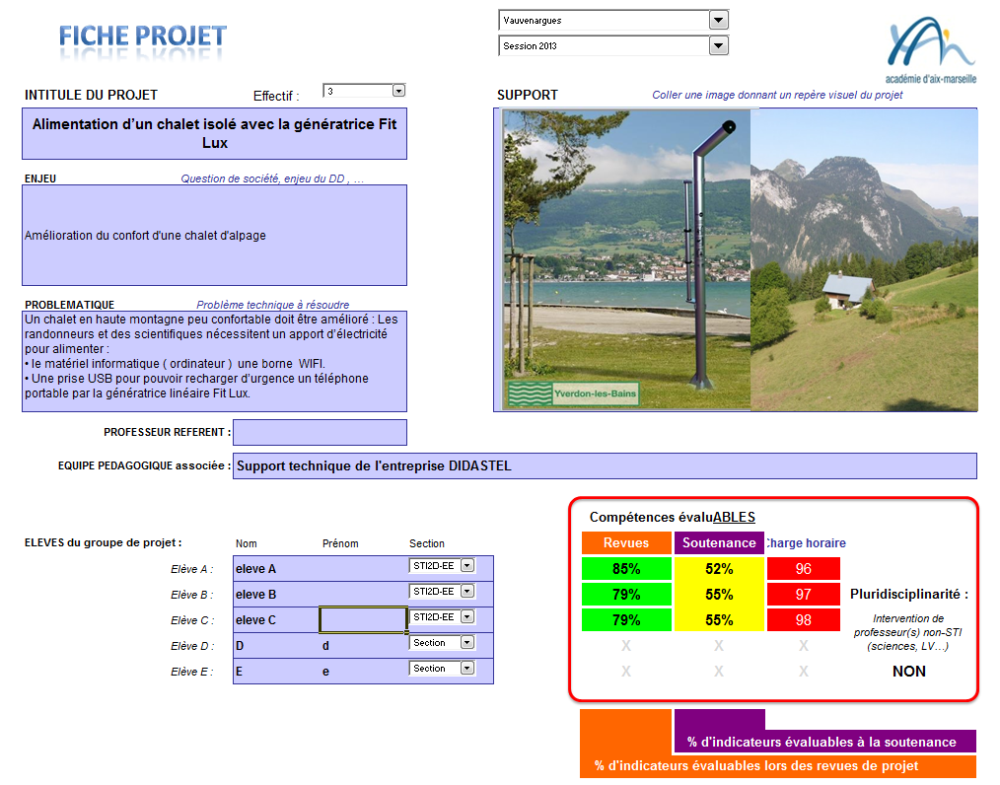 FICHE PROJET
Vauvenargues
Session 2013
académie d'aix-marseille
INTITULE DU PROJET
Effectif :
3
SUPPORT
Coller une image donnant un repère visuel du projet
Alimentation d’un chalet isolé avec la génératrice Fit
Lux
ENJEU
Question de société, enjeu du DD , …
Amélioration du confort d'une chalet d'alpage
PROBLEMATIQUE
Problème technique à résoudre
Un chalet en haute montagne peu confortable doit être amélioré : Les
randonneurs et des scientifiques nécessitent un apport d’électricité
pour alimenter :
• le matériel informatique ( ordinateur ) une borne WIFI.
• Une prise USB pour pouvoir recharger d’urgence un téléphone
portable par la génératrice linéaire Fit Lux.
Yverdon-les-Bains
PROFESSEUR REFERENT :
EQUIPE PEDAGOGIQUE associée :
Support technique de l'entreprise DIDASTEL
Compétences évaluABLES
ELEVES du groupe de projet :
Nom
Prénom
Section
Revues
Soutenance
Charge horaire
Elève A :
eleve A
STI2D-EE
85%
52%
96
Elève B :
eleve B
STI2D-EE
79%
55%
97
Pluridisciplinarité :
Elève C :
eleve C
STI2D-EE
79%
55%
98
Intervention de
professeur(s) non-STI
(sciences, LV…)
Elève D :
D
d
Section
X
X
X
Elève E :
E
e
Section
X
X
X
NON
% d'indicateurs évaluables à la soutenance
% d'indicateurs évaluables lors des revues de projet